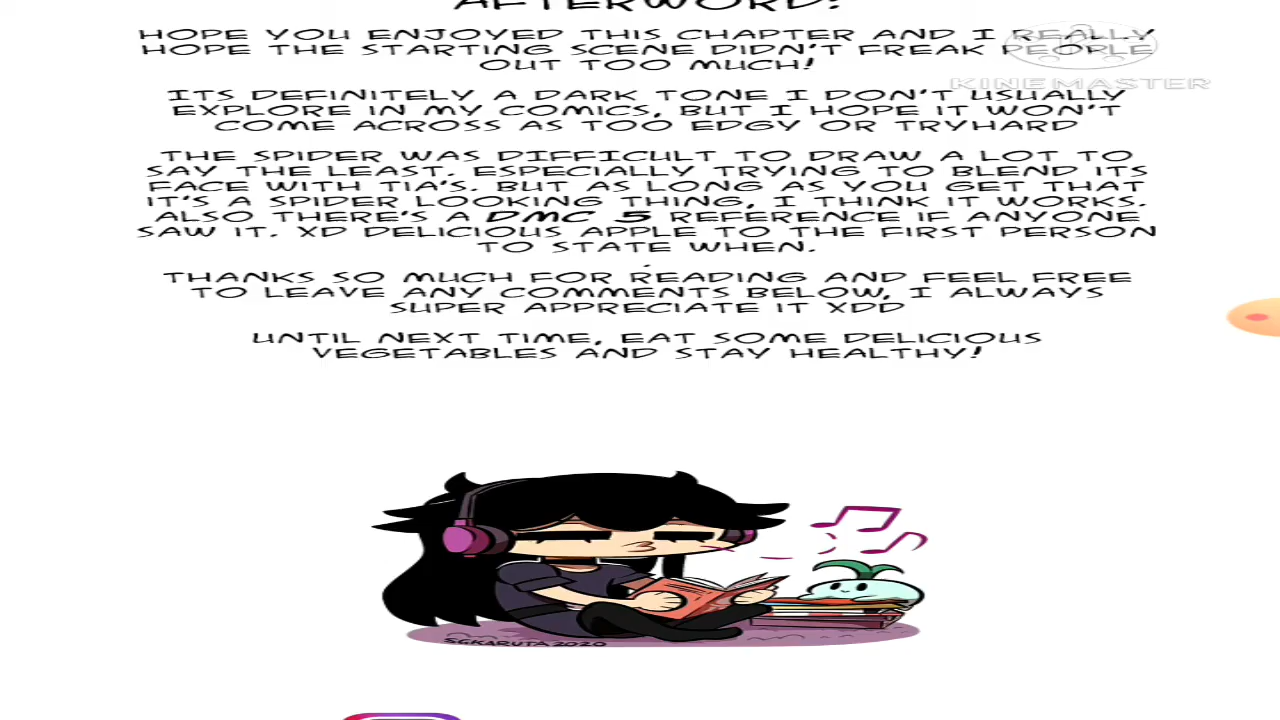 AFTERWORD:
HOPE YOU ENJOYED THIS CHAPTER AND I REALLY
HOPE THE STARTING SCENE DIDN'T FREAK PEOPLE
OUT TOO MUCH!
ITS DEFINITELY A DARK TONE I DON'T USUALLY
EXPLORE IN MY COMICS, BUT I HOPE IT WON'T
COME ACROSS AS TOO EDGY OR TRYHARD
THE SPIDER WAS DIFFICULT TO DRAW A LOT TO
SAY THE LEAST. ESPECIALLY TRYING TO BLEND ITS
FACE WITH TIA'S. BUT AS LONG AS YOU GET THAT
IT'S A SPIDER LOOKING THING, I THINK IT WORKS.
ALSO THERE'S A DMC 5 REFERENCE IF ANYONE
SAW IT. XD DELICIOUS APPLE TO THE FIRST PERSON
TO STATE WHEN.
THANKS SO MUCH FOR READING AND FEEL FREE
TO LEAVE ANY COMMENTS BELOW, I ALWAYS
SUPER APPRECIATE IT XDD
UNTIL NEXT TIME, EAT SOME DELICIOUS
VEGETABLES AND STAY HEALTHY!
SGKARUTA2020
KINEMASTER